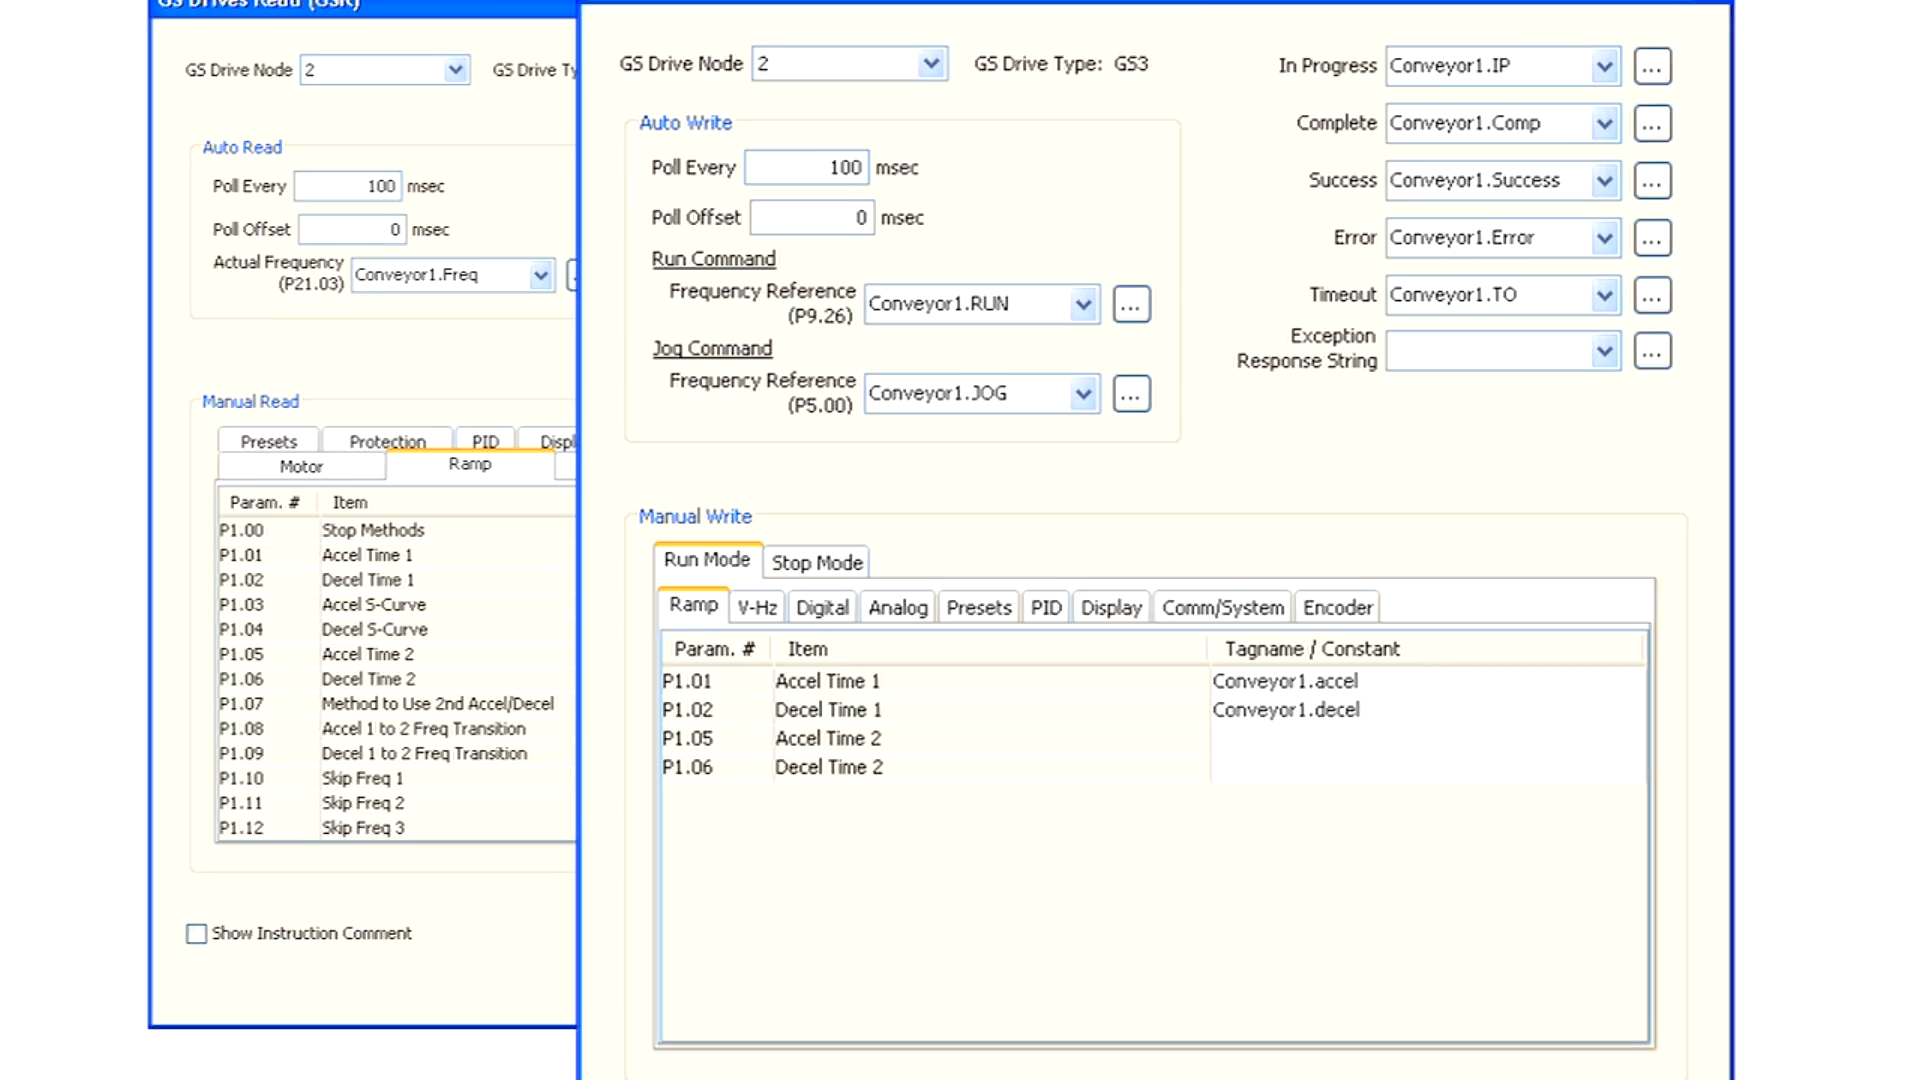 GS Drives Read (GSR)
GS Drive Node 2 GS Drive Ty
Auto Read
Poll Every 100 msec
Poll Offset 0 msec
Actual Frequency
(P21.03) Conveyor1.Freq
Manual Read
Presets Protection PID Displ
Motor Ramp
Param. # Item
P1.00 Stop Methods
P1.01 Accel Time 1
P1.02 Decel Time 1
P1.03 Accel S-Curve
P1.04 Decel S-Curve
P1.05 Accel Time 2
P1.06 Decel Time 2
P1.07 Method to Use 2nd Accel/Decel
P1.08 Accel 1 to 2 Freq Transition
P1.09 Decel 1 to 2 Freq Transition
P1.10 Skip Freq 1
P1.11 Skip Freq 2
P1.12 Skip Freq 3
Show Instruction Comment
GS Drive Node 2 GS Drive Type: GS3
Auto Write
Poll Every 100 msec
Poll Offset 0 msec
Run Command
Frequency Reference
(P9.26) Conveyor1.RUN ...
Jog Command
Frequency Reference
(P5.00) Conveyor1.JOG ...
In Progress Conveyor1.IP ...
Complete Conveyor1.Comp ...
Success Conveyor1.Success ...
Error Conveyor1.Error ...
Timeout Conveyor1.TO ...
Exception
Response String ...
Manual Write
Run Mode Stop Mode
Ramp V-Hz Digital Analog Presets PID Display Comm/System Encoder
Param. # Item Tagname / Constant
P1.01 Accel Time 1 Conveyor1.accel
P1.02 Decel Time 1 Conveyor1.decel
P1.05 Accel Time 2
P1.06 Decel Time 2